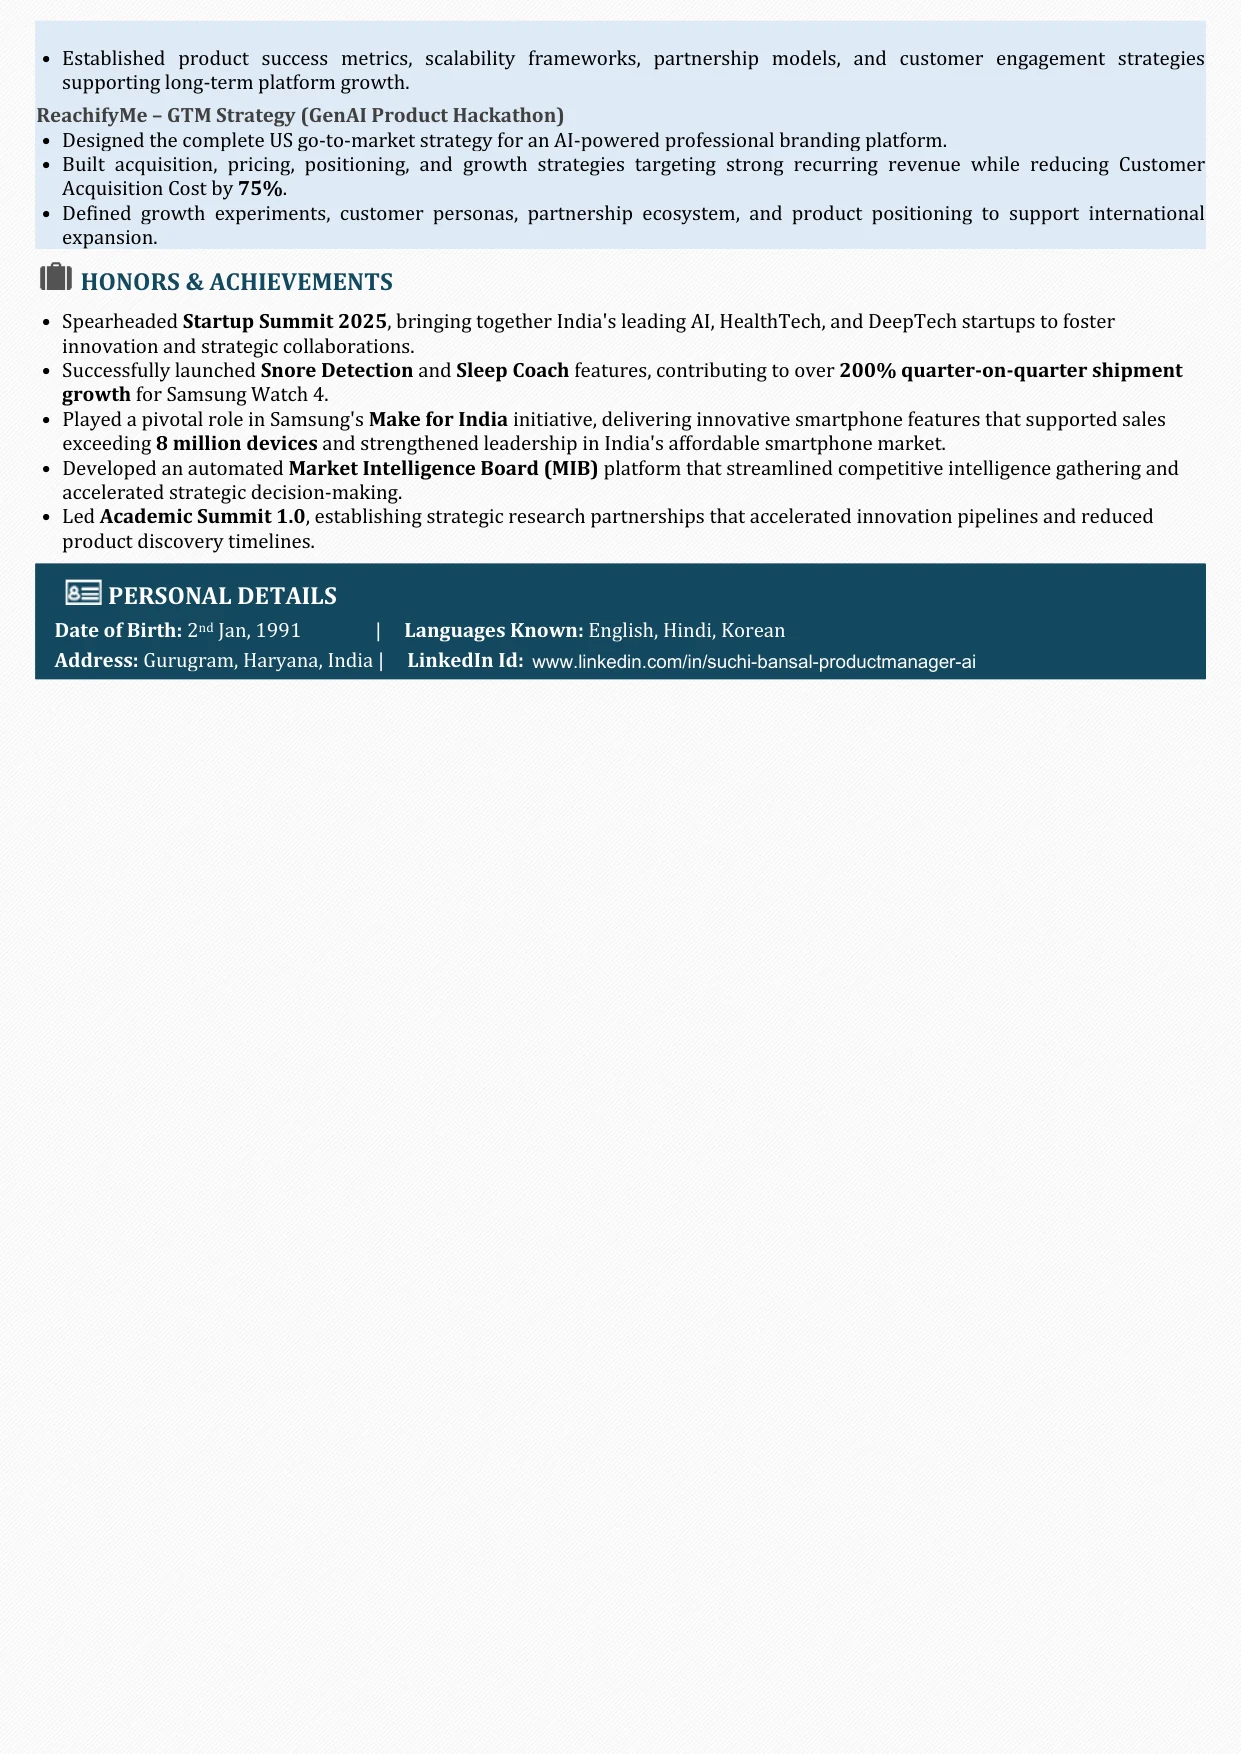 • Established product success metrics, scalability frameworks, partnership models, and customer engagement strategies
supporting long-term platform growth.
ReachifyMe – GTM Strategy (GenAI Product Hackathon)
• Designed the complete US go-to-market strategy for an AI-powered professional branding platform.
• Built acquisition, pricing, positioning, and growth strategies targeting strong recurring revenue while reducing Customer
Acquisition Cost by 75%.
• Defined growth experiments, customer personas, partnership ecosystem, and product positioning to support international
expansion.
HONORS & ACHIEVEMENTS
• Spearheaded Startup Summit 2025, bringing together India's leading AI, HealthTech, and DeepTech startups to foster
innovation and strategic collaborations.
• Successfully launched Snore Detection and Sleep Coach features, contributing to over 200% quarter-on-quarter shipment
growth for Samsung Watch 4.
• Played a pivotal role in Samsung's Make for India initiative, delivering innovative smartphone features that supported sales
exceeding 8 million devices and strengthened leadership in India's affordable smartphone market.
• Developed an automated Market Intelligence Board (MIB) platform that streamlined competitive intelligence gathering and
accelerated strategic decision-making.
• Led Academic Summit 1.0, establishing strategic research partnerships that accelerated innovation pipelines and reduced
product discovery timelines.
PERSONAL DETAILS
Date of Birth: 2nd Jan, 1991 | Languages Known: English, Hindi, Korean
Address: Gurugram, Haryana, India | LinkedIn Id: www.linkedin.com/in/suchi-bansal-productmanager-ai